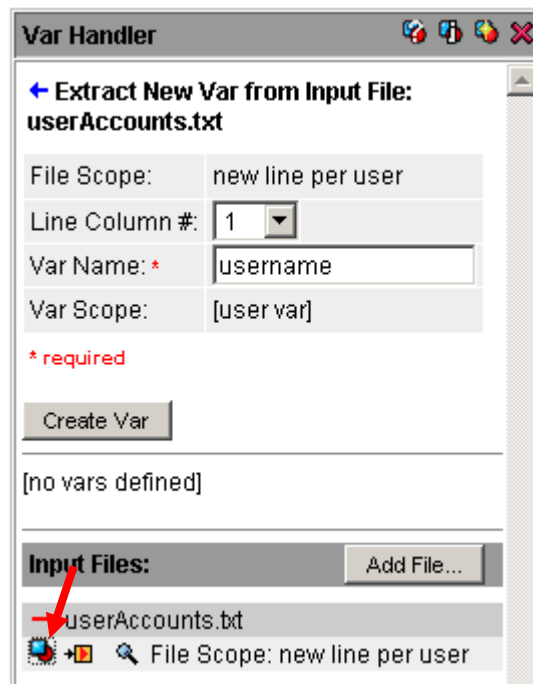 Var Handler
Extract New Var from Input File:
userAccounts.txt
File Scope: new line per user
Line Column #: 1
Var Name: * username
Var Scope: [user var]
* required
Create Var
[no vars defined]
Input Files: Add File...
userAccounts.txt
File Scope: new line per user